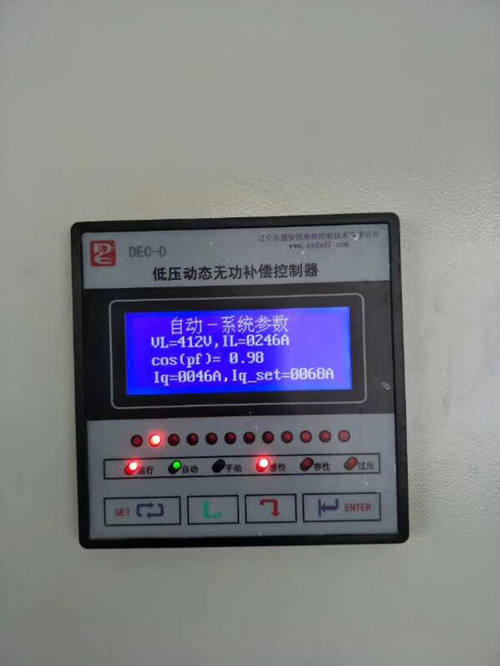 DEC-D
低压动态无功补偿控制器
自动-系统参数
VL=412V,IL=0246A
cos(pf)= 0.98
Iq=0046A,Iq_set=0068A
运行 自动 手动 感性 容性 过压
SET ENTER